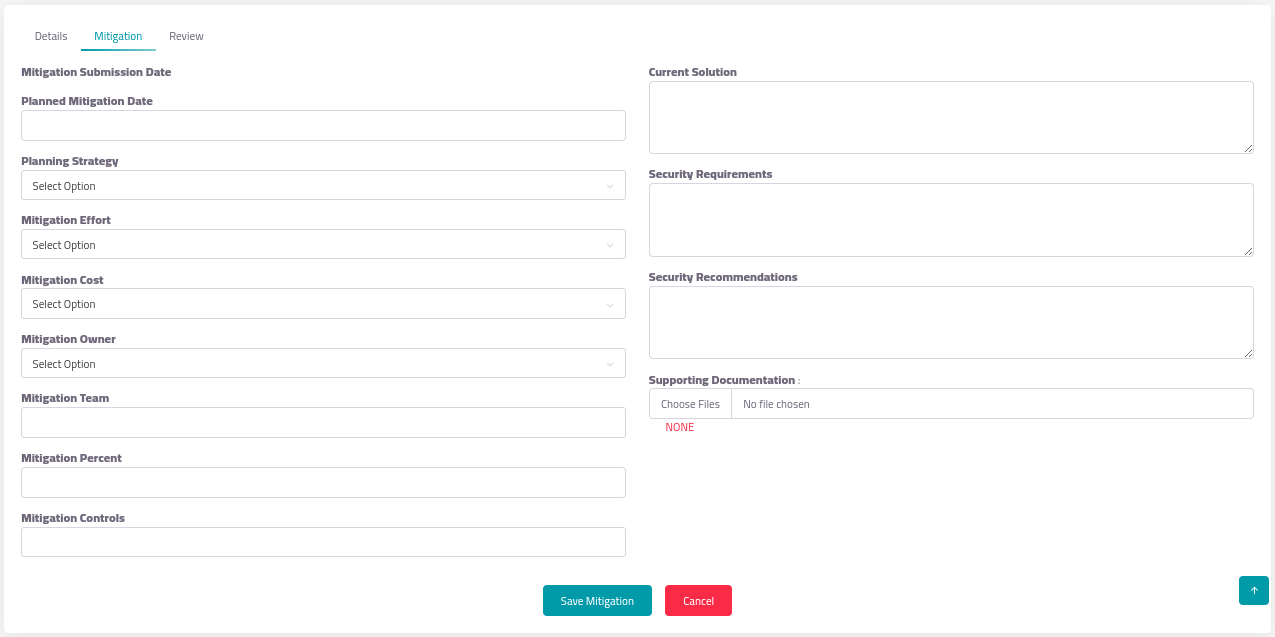 Details Mitigation Review
Mitigation Submission Date
Planned Mitigation Date
Planning Strategy
Select Option
Mitigation Effort
Select Option
Mitigation Cost
Select Option
Mitigation Owner
Select Option
Mitigation Team
Mitigation Percent
Mitigation Controls
Current Solution
Security Requirements
Security Recommendations
Supporting Documentation :
Choose Files No file chosen
NONE
Save Mitigation Cancel